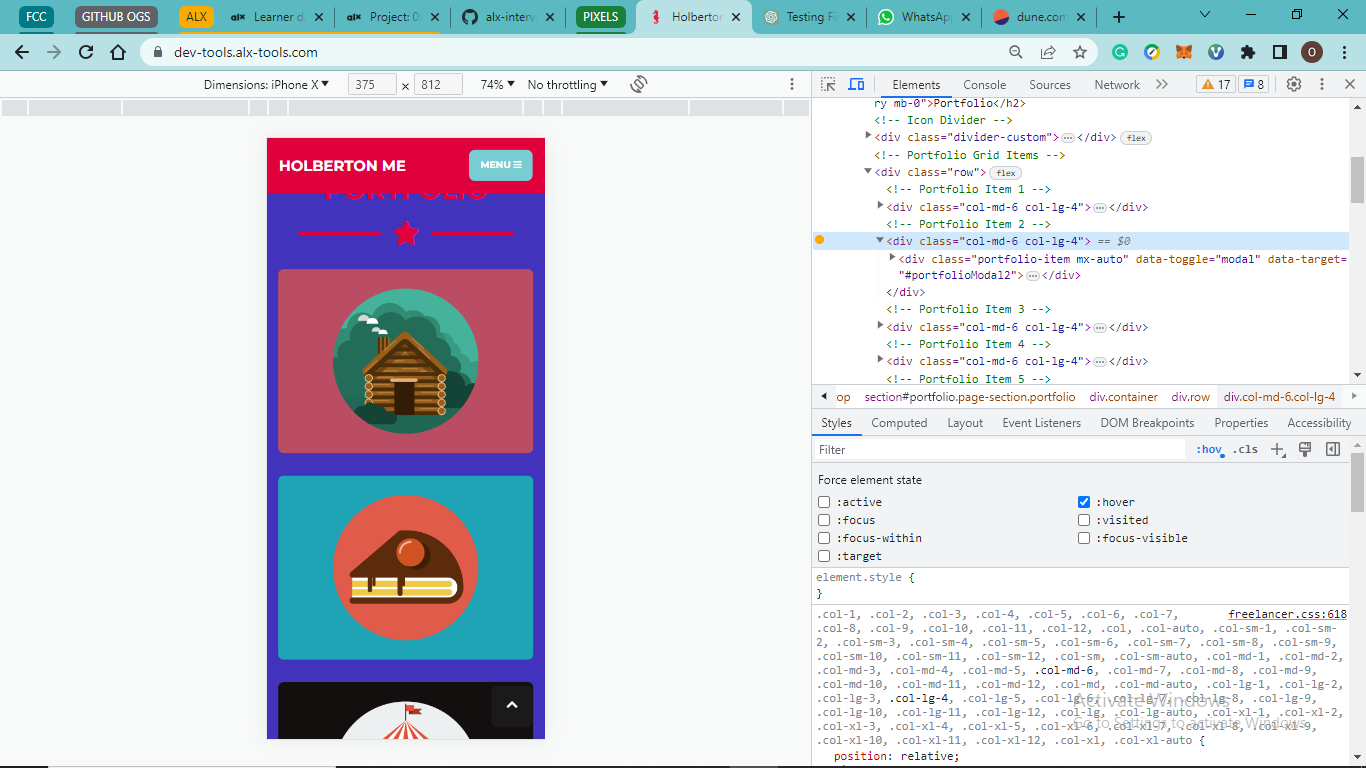 FCC GITHUB OGS ALX Learner d Project: 0 alx-interv PIXELS Holberton Testing Fi WhatsApp dune.com
dev-tools.alx-tools.com
Dimensions: iPhone X 375 × 812 74% No throttling
HOLBERTON ME MENU
PORTFOLIO
Elements Console Sources Network 17 8
ry mb-0">Portfolio</h2>
<!-- Icon Divider -->
<div class="divider-custom"> ⋯ </div> flex
<!-- Portfolio Grid Items -->
<div class="row"> flex
<!-- Portfolio Item 1 -->
<div class="col-md-6 col-lg-4"> ⋯ </div>
<!-- Portfolio Item 2 -->
<div class="col-md-6 col-lg-4"> == $0
<div class="portfolio-item mx-auto" data-toggle="modal" data-target=
"#portfolioModal2"> ⋯ </div>
</div>
<!-- Portfolio Item 3 -->
<div class="col-md-6 col-lg-4"> ⋯ </div>
<!-- Portfolio Item 4 -->
<div class="col-md-6 col-lg-4"> ⋯ </div>
<!-- Portfolio Item 5 -->
op section#portfolio.page-section.portfolio div.container div.row div.col-md-6.col-lg-4
Styles Computed Layout Event Listeners DOM Breakpoints Properties Accessibility
Filter :hov .cls
Force element state
:active :hover
:focus :visited
:focus-within :focus-visible
:target
element.style {
}
.col-1, .col-2, .col-3, .col-4, .col-5, .col-6, .col-7, freelancer.css:618
.col-8, .col-9, .col-10, .col-11, .col-12, .col, .col-auto, .col-sm-1, .col-sm-
2, .col-sm-3, .col-sm-4, .col-sm-5, .col-sm-6, .col-sm-7, .col-sm-8, .col-sm-9,
.col-sm-10, .col-sm-11, .col-sm-12, .col-sm, .col-sm-auto, .col-md-1, .col-md-2,
.col-md-3, .col-md-4, .col-md-5, .col-md-6, .col-md-7, .col-md-8, .col-md-9,
.col-md-10, .col-md-11, .col-md-12, .col-md, .col-md-auto, .col-lg-1, .col-lg-2,
.col-lg-3, .col-lg-4, .col-lg-5, .col-lg-6, .col-lg-7, .col-lg-8, .col-lg-9,
.col-lg-10, .col-lg-11, .col-lg-12, .col-lg, .col-lg-auto, .col-xl-1, .col-xl-2,
.col-xl-3, .col-xl-4, .col-xl-5, .col-xl-6, .col-xl-7, .col-xl-8, .col-xl-9,
.col-xl-10, .col-xl-11, .col-xl-12, .col-xl, .col-xl-auto {
position: relative;
Activate Windows
Go to Settings to activate Windows.